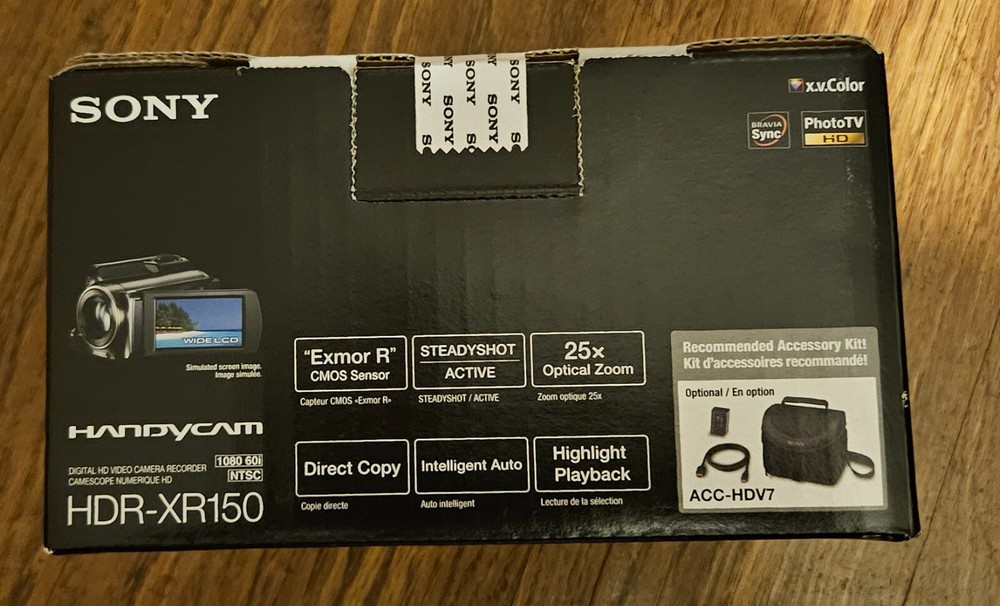 SONY
SONY
SONY
SONY
SONY
SONY
x.v.Color
BRAVIA
Sync
PhotoTV
HD
WIDE LCD
Simulated screen image.
Image simulée.
HANDYCAM
DIGITAL HD VIDEO CAMERA RECORDER
CAMESCOPE NUMERIQUE HD
1080 60i
NTSC
HDR-XR150
"Exmor R"
CMOS Sensor
Capteur CMOS «Exmor R»
STEADYSHOT
ACTIVE
STEADYSHOT / ACTIVE
25x
Optical Zoom
Zoom optique 25x
Direct Copy
Copie directe
Intelligent Auto
Auto intelligent
Highlight
Playback
Lecture de la sélection
Recommended Accessory Kit!
Kit d'accessoires recommandé!
Optional / En option
ACC-HDV7